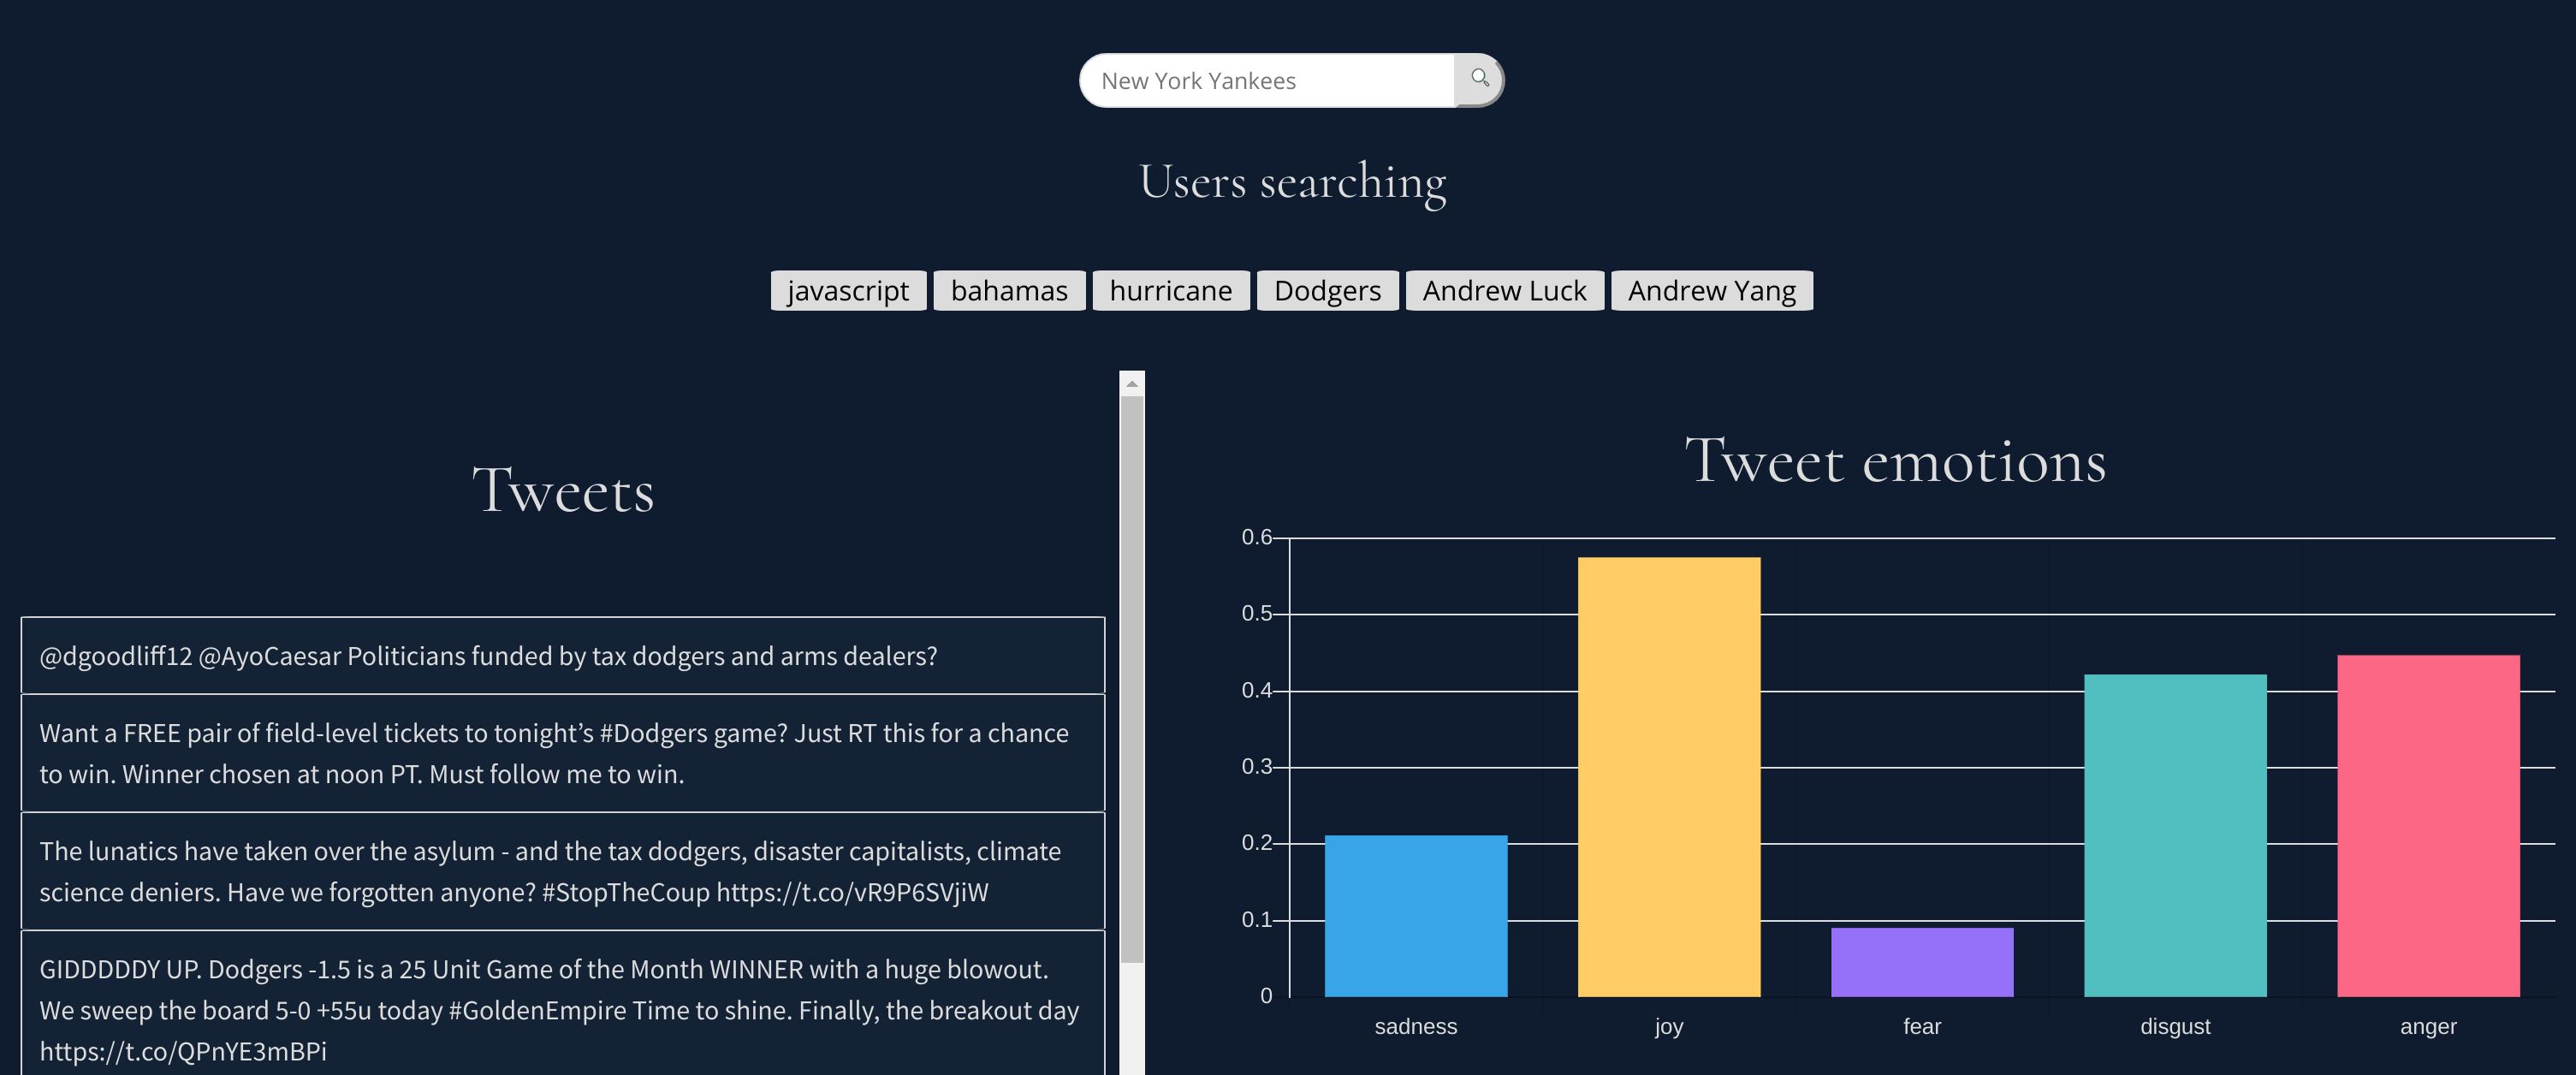 New York Yankees
Users searching
javascript bahamas hurricane Dodgers Andrew Luck Andrew Yang
Tweets
@dgoodliff12 @AyoCaesar Politicians funded by tax dodgers and arms dealers?
Want a FREE pair of field-level tickets to tonight’s #Dodgers game? Just RT this for a chance
to win. Winner chosen at noon PT. Must follow me to win.
The lunatics have taken over the asylum - and the tax dodgers, disaster capitalists, climate
science deniers. Have we forgotten anyone? #StopTheCoup https://t.co/vR9P6SVjiW
GIDDDDDY UP. Dodgers -1.5 is a 25 Unit Game of the Month WINNER with a huge blowout.
We sweep the board 5-0 +55u today #GoldenEmpire Time to shine. Finally, the breakout day
https://t.co/QPnYE3mBPi
Tweet emotions
0.6
0.5
0.4
0.3
0.2
0.1
0
sadness joy fear disgust anger